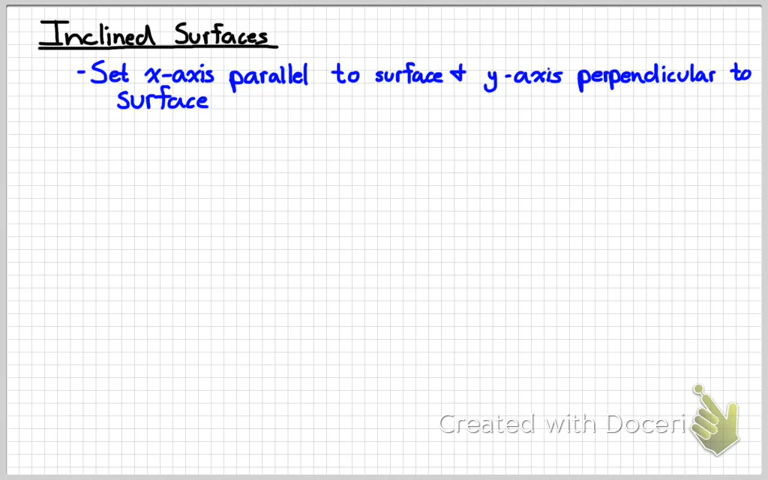 Inclined Surfaces
- Set x-axis parallel to surface & y-axis perpendicular to
surface
Created with Doceri